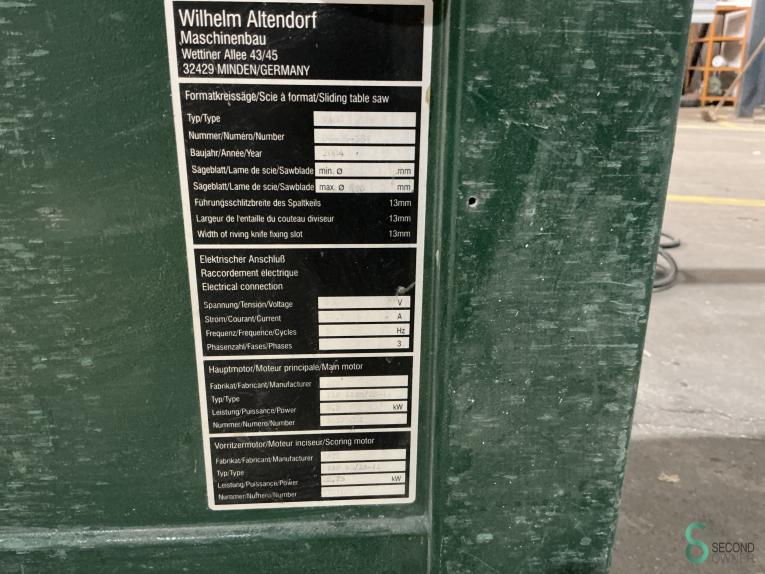 Wilhelm Altendorf
Maschinenbau
Wettiner Allee 43/45
32429 MINDEN/GERMANY
Formatkreissäge/Scie à format/Sliding table saw
Typ/Type
Nummer/Numéro/Number
Baujahr/Année/Year
Sägeblatt/Lame de scie/Sawblade min. Ø mm
Sägeblatt/Lame de scie/Sawblade max. Ø mm
Führungsschlitzbreite des Spaltkeils 13mm
Largeur de l'entaille du couteau diviseur 13mm
Width of riving knife fixing slot 13mm
Elektrischer Anschluß
Raccordement électrique
Electrical connection
Spannung/Tension/Voltage V
Strom/Courant/Current A
Frequenz/Frequence/Cycles Hz
Phasenzahl/Fases/Phases 3
Hauptmotor/Moteur principale/Main motor
Fabrikat/Fabricant/Manufacturer
Typ/Type
Leistung/Puissance/Power kW
Nummer/Numero/Number
Vorritzermotor/Moteur inciseur/Scoring motor
Fabrikat/Fabricant/Manufacturer
Typ/Type
Leistung/Puissance/Power 0,75 kW
Nummer/Numero/Number
SECOND
OWNER